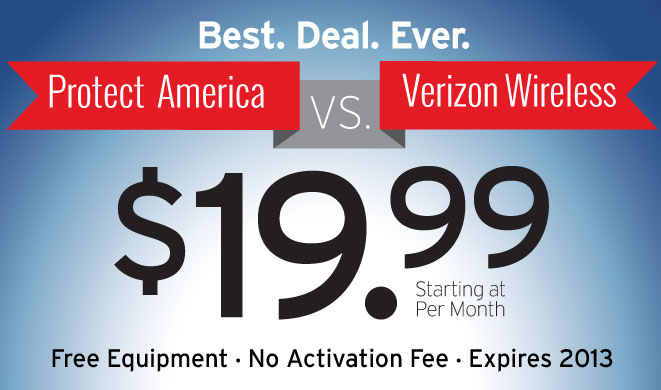 Best. Deal. Ever.
Protect America VS. Verizon Wireless
$19.99
Starting at
Per Month
Free Equipment · No Activation Fee · Expires 2013